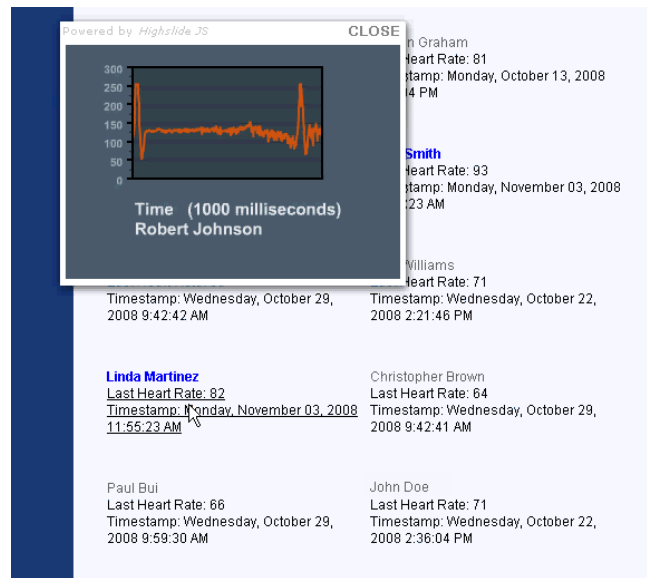 Powered by Highslide JS
CLOSE
300
250
200
150
100
50
0
Time (1000 milliseconds)
Robert Johnson
n Graham
Heart Rate: 81
stamp: Monday, October 13, 2008
04 PM
Smith
Heart Rate: 93
stamp: Monday, November 03, 2008
:23 AM
Timestamp: Wednesday, October 29,
2008 9:42:42 AM
Williams
Heart Rate: 71
Timestamp: Wednesday, October 22,
2008 2:21:46 PM
Linda Martinez
Last Heart Rate: 82
Timestamp: Monday, November 03, 2008
11:55:23 AM
Christopher Brown
Last Heart Rate: 64
Timestamp: Wednesday, October 29,
2008 9:42:41 AM
Paul Bui
Last Heart Rate: 66
Timestamp: Wednesday, October 29,
2008 9:59:30 AM
John Doe
Last Heart Rate: 71
Timestamp: Wednesday, October 22,
2008 2:36:04 PM